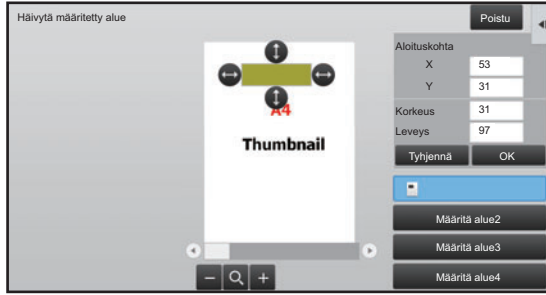 Häivytä määritetty alue
Poistu
Aloituskohta
X 53
Y 31
Korkeus 31
Leveys 97
Tyhjennä OK
A4
Thumbnail
Määritä alue2
Määritä alue3
Määritä alue4